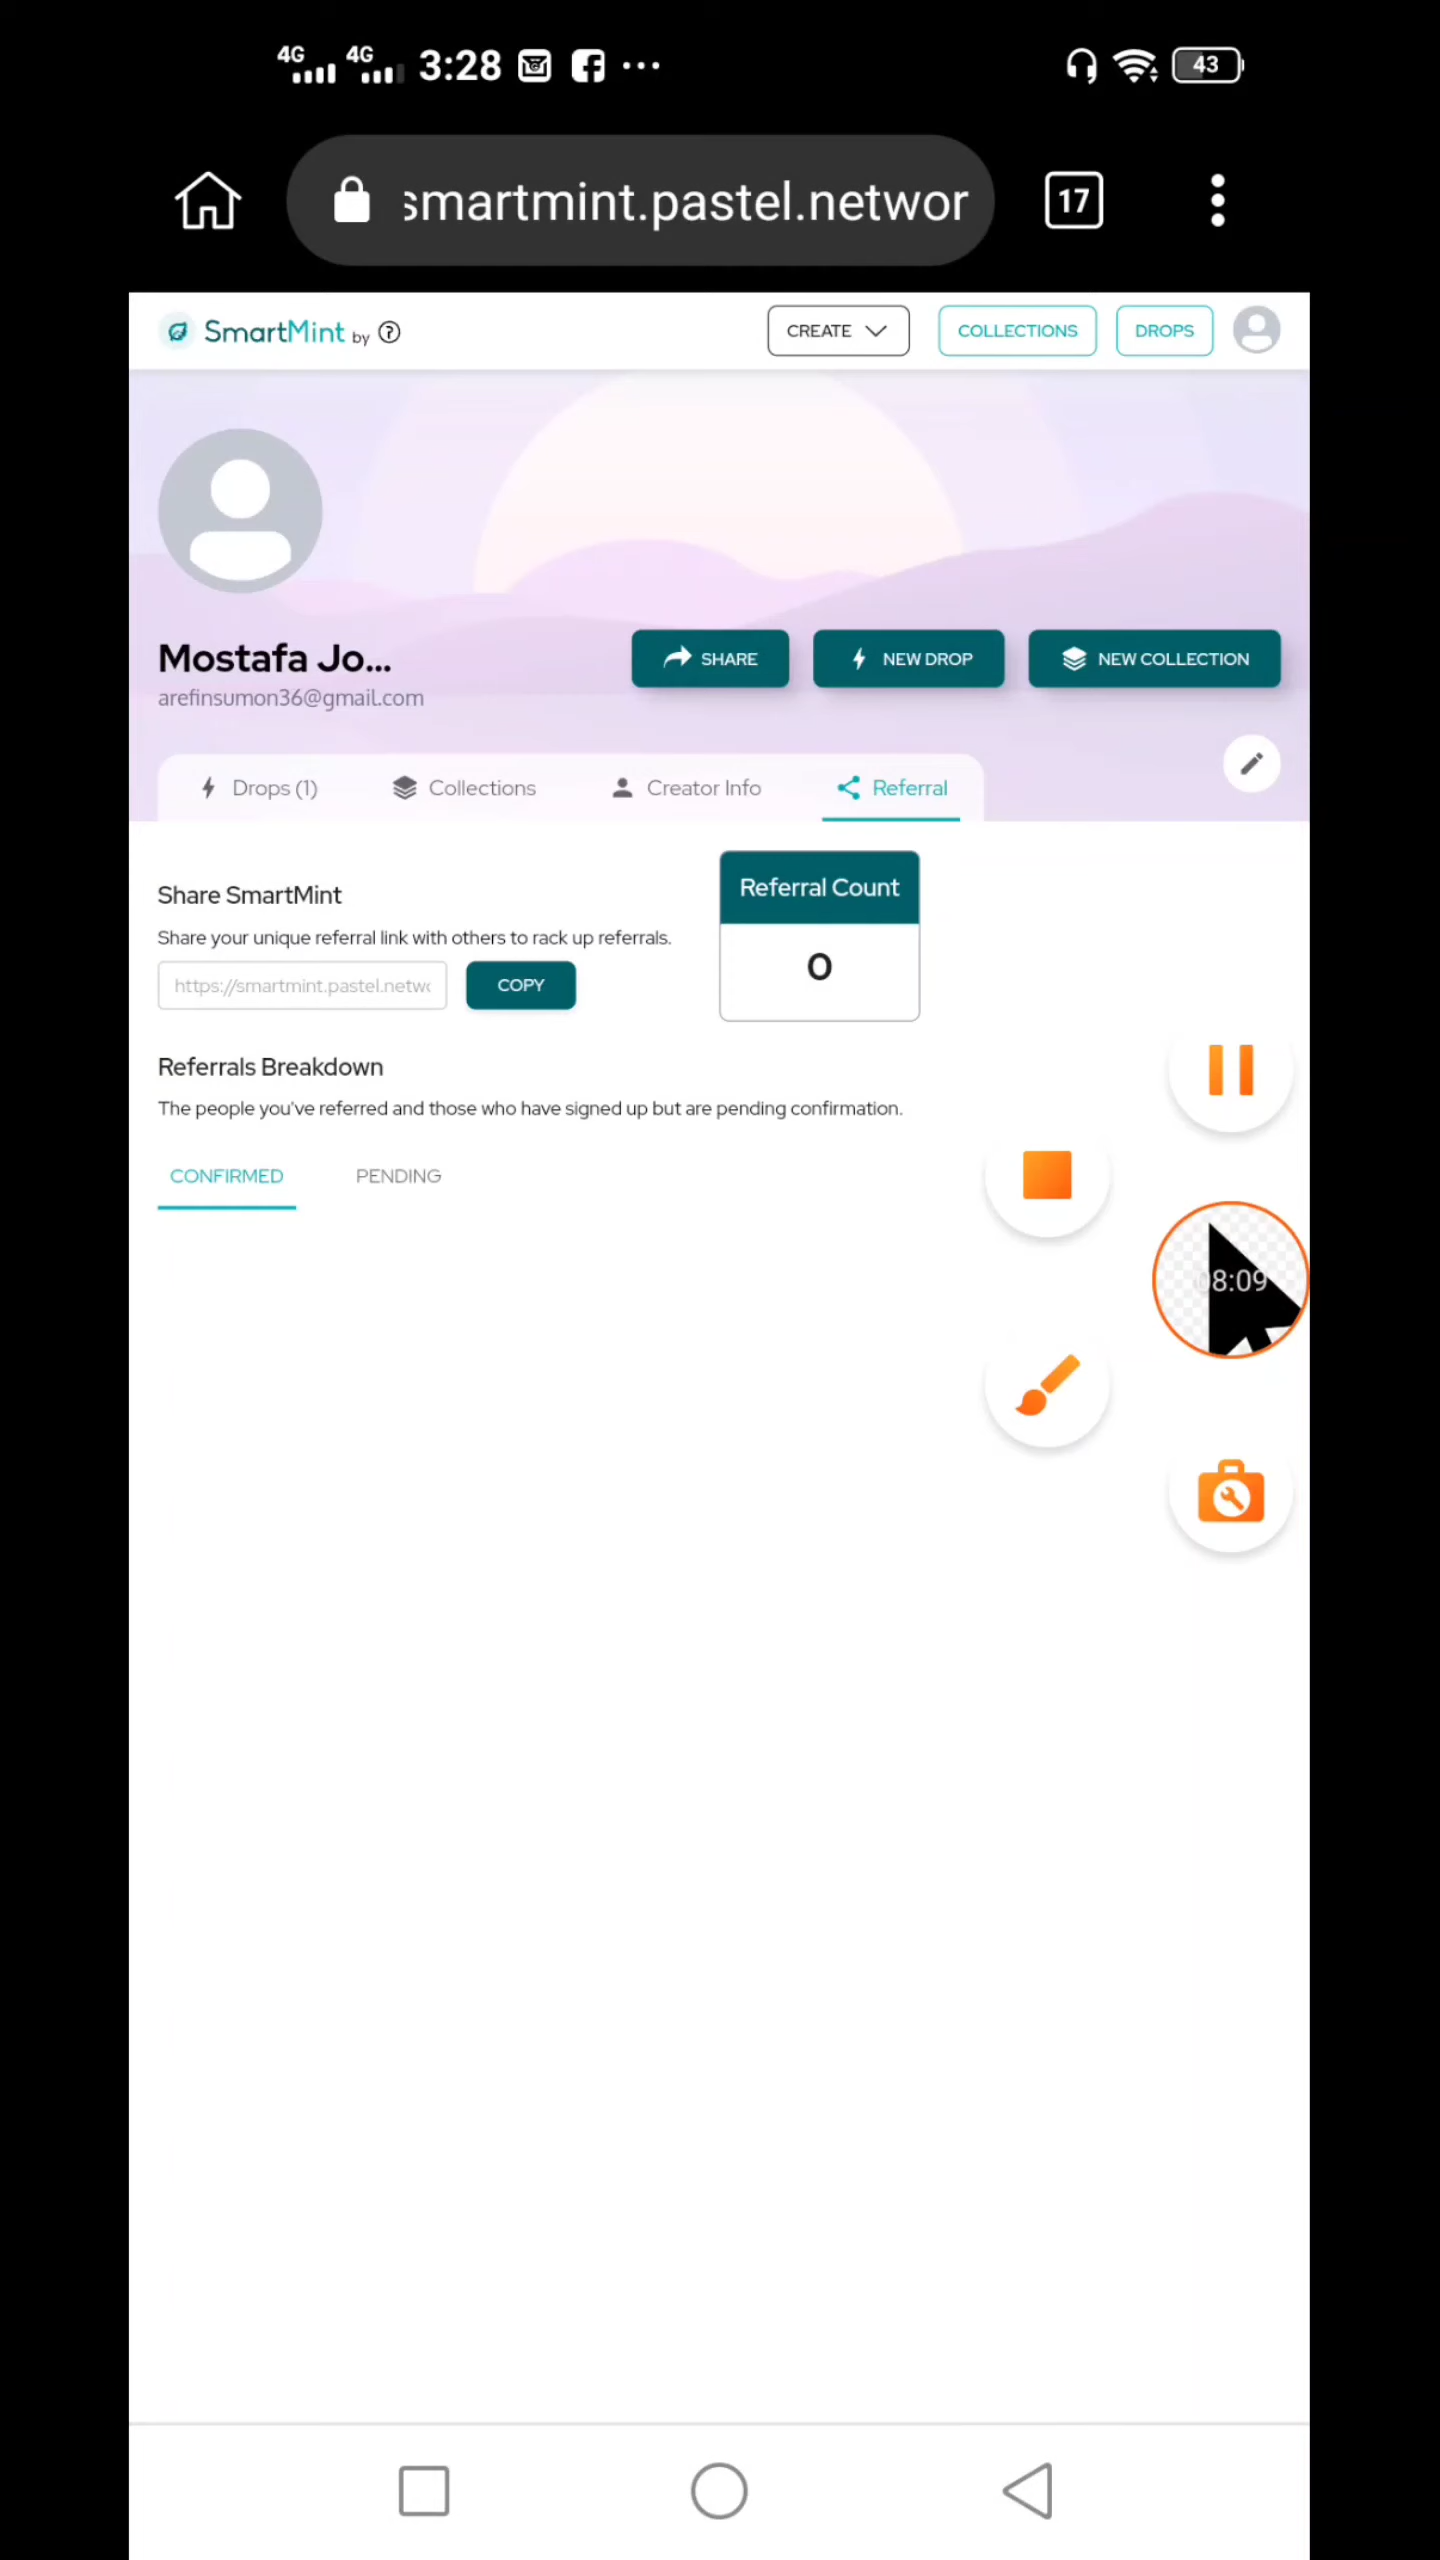 4G 4G 3:28 43
smartmint.pastel.networ 17
SmartMint by CREATE COLLECTIONS DROPS
Mostafa Jo... SHARE NEW DROP NEW COLLECTION
arefinsumon36@gmail.com
Drops (1) Collections Creator Info Referral
Referral Count
Share SmartMint
Share your unique referral link with others to rack up referrals.
0
https://smartmint.pastel.netw COPY
Referrals Breakdown
The people you've referred and those who have signed up but are pending confirmation.
CONFIRMED PENDING
08:09